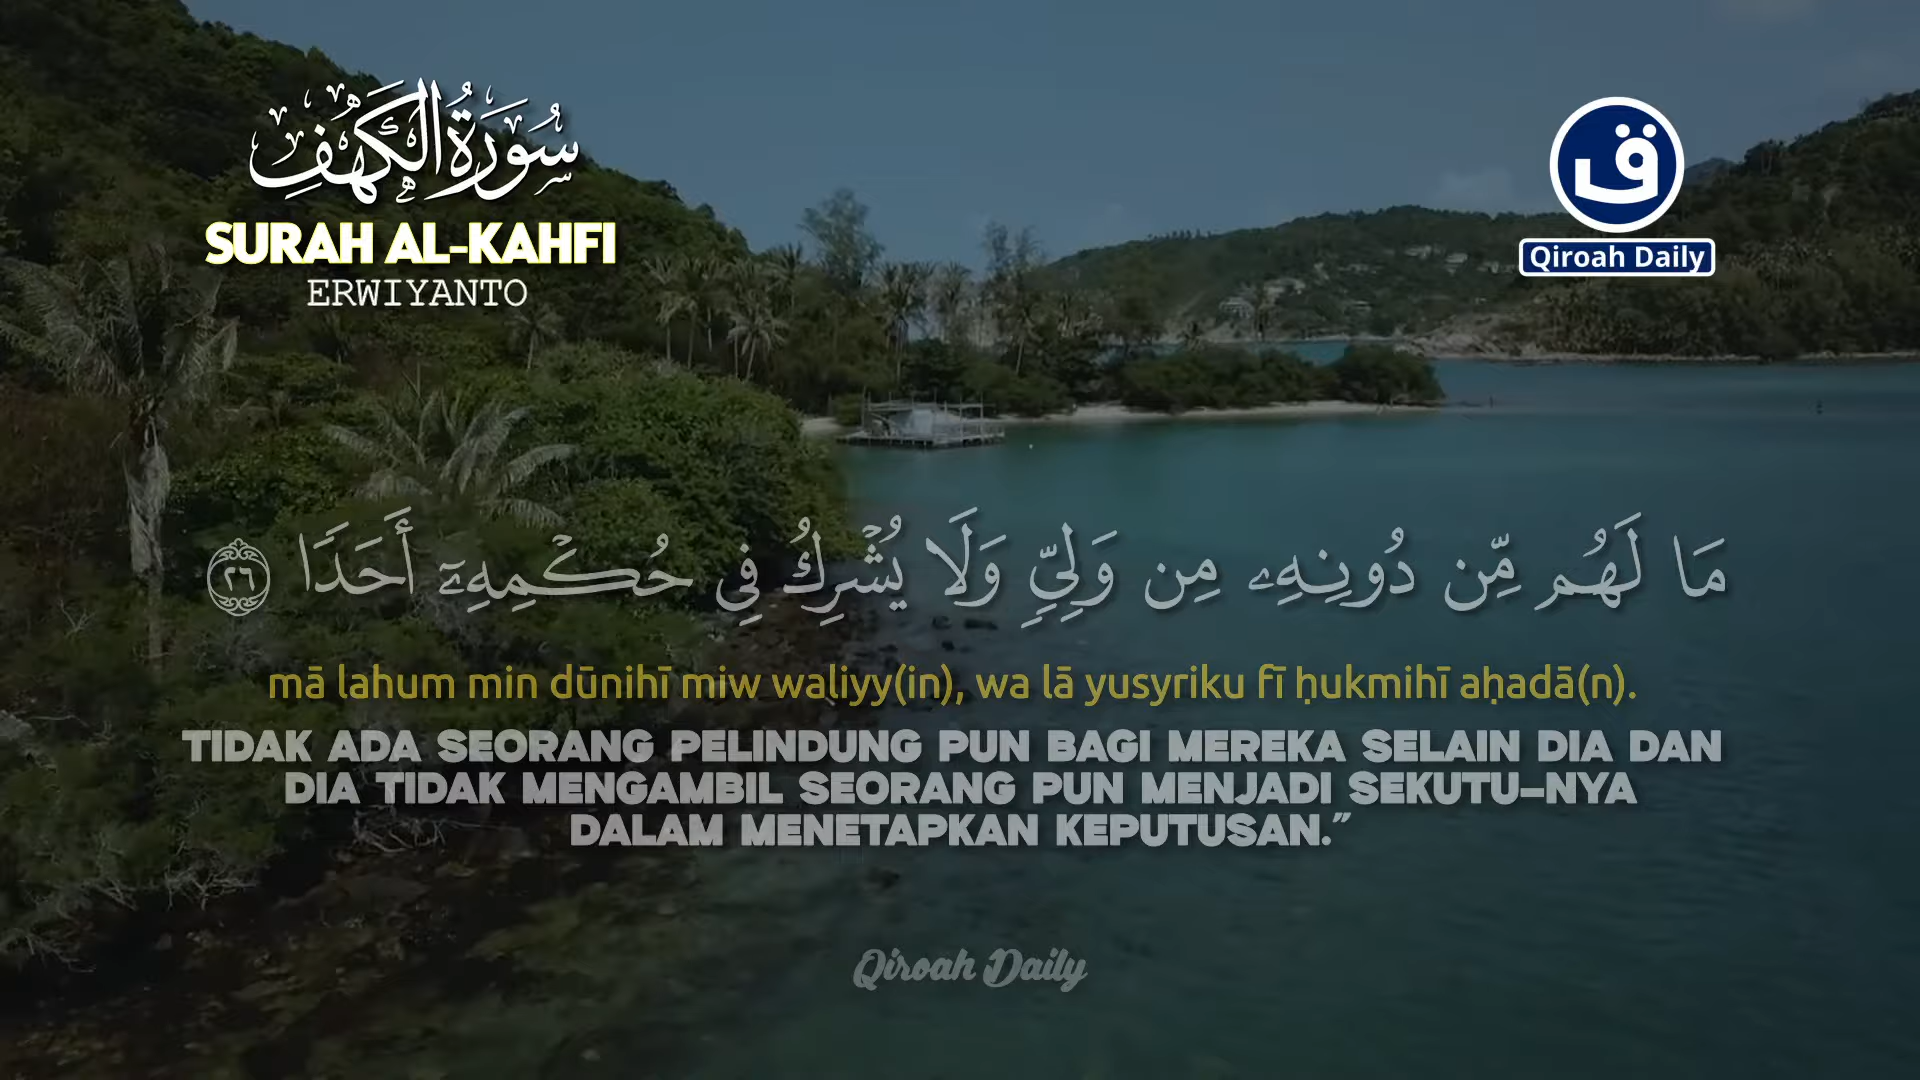 سُورَةُ الْكَهْفِ
SURAH AL-KAHFI
ERWIYANTO
ق
Qiroah Daily
مَا لَهُم مِّن دُونِهِۦ مِن وَلِيٍّۢ وَلَا يُشْرِكُ فِى حُكْمِهِۦٓ أَحَدًۭا ٢٦
mā lahum min dūnihī miw waliyy(in), wa lā yusyriku fī ḥukmihī aḥadā(n).
TIDAK ADA SEORANG PELINDUNG PUN BAGI MEREKA SELAIN DIA DAN
DIA TIDAK MENGAMBIL SEORANG PUN MENJADI SEKUTU-NYA
DALAM MENETAPKAN KEPUTUSAN.”
Qiroah Daily